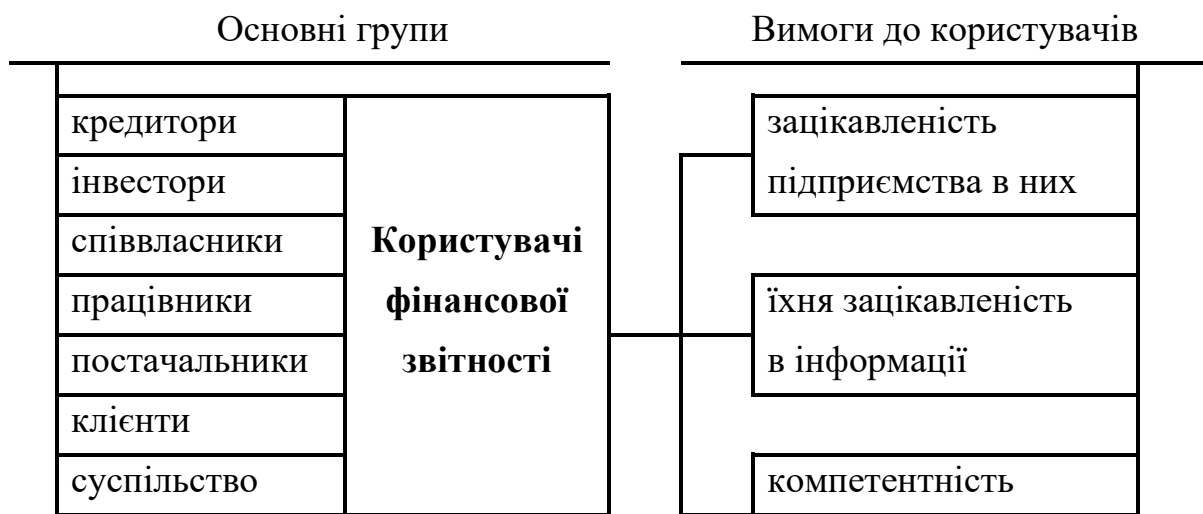 Основні групи
Вимоги до користувачів
кредитори
інвестори
співвласники
працівники
постачальники
клієнти
суспільство
Користувачі
фінансової
звітності
зацікавленість
підприємства в них
їхня зацікавленість
в інформації
компетентність